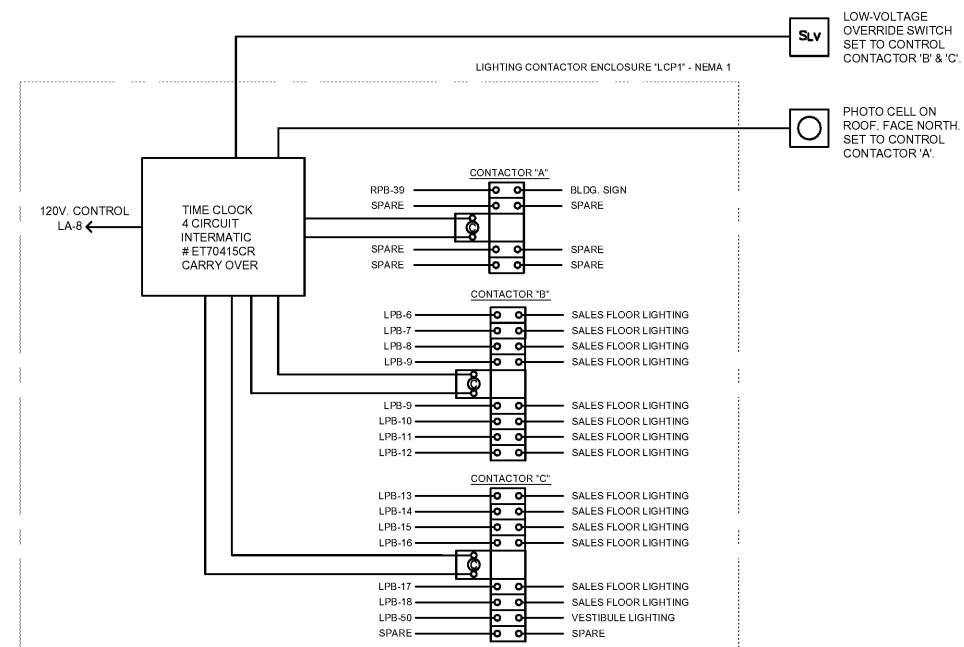 LOW-VOLTAGE
OVERRIDE SWITCH
SET TO CONTROL
CONTACTOR 'B' & 'C'.
SLV
LIGHTING CONTACTOR ENCLOSURE "LCP1" - NEMA 1
PHOTO CELL ON
ROOF, FACE NORTH.
SET TO CONTROL
CONTACTOR 'A'.
120V. CONTROL
LA-8
TIME CLOCK
4 CIRCUIT
INTERMATIC
# ET70415CR
CARRY OVER
CONTACTOR "A"
RPB-39 BLDG. SIGN
SPARE SPARE
C
SPARE SPARE
SPARE SPARE
CONTACTOR "B"
LPB-6 SALES FLOOR LIGHTING
LPB-7 SALES FLOOR LIGHTING
LPB-8 SALES FLOOR LIGHTING
LPB-9 SALES FLOOR LIGHTING
C
LPB-9 SALES FLOOR LIGHTING
LPB-10 SALES FLOOR LIGHTING
LPB-11 SALES FLOOR LIGHTING
LPB-12 SALES FLOOR LIGHTING
CONTACTOR "C"
LPB-13 SALES FLOOR LIGHTING
LPB-14 SALES FLOOR LIGHTING
LPB-15 SALES FLOOR LIGHTING
LPB-16 SALES FLOOR LIGHTING
C
LPB-17 SALES FLOOR LIGHTING
LPB-18 SALES FLOOR LIGHTING
LPB-50 VESTIBULE LIGHTING
SPARE SPARE